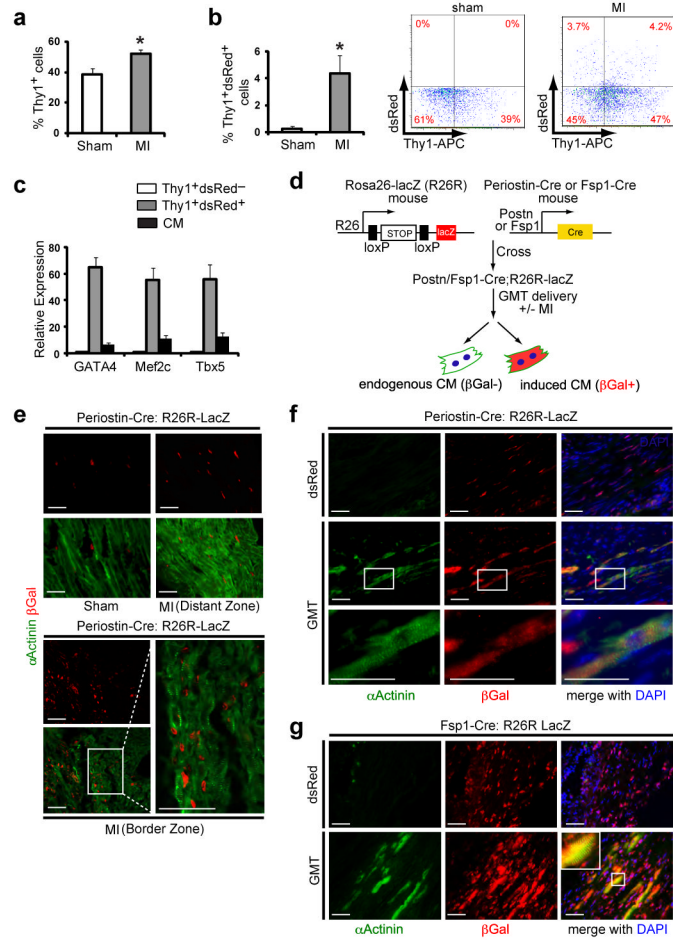 a
% Thy1+ cells
60
50
40
30
20
10
0
*
Sham MI
b
% Thy1+dsRed+
cells
6
4
2
0
*
Sham MI
sham
0% 0%
61% 39%
dsRed
Thy1-APC
MI
3.7% 4.2%
45% 47%
dsRed
Thy1-APC
c
Thy1+dsRed−
Thy1+dsRed+
CM
Relative Expression
80
60
40
20
0
GATA4 Mef2c Tbx5
d
Rosa26-lacZ (R26R)
mouse
Periostin-Cre or Fsp1-Cre
mouse
R26
STOP
lacZ
loxP loxP
Postn
or Fsp1
Cre
Cross
Postn/Fsp1-Cre;R26R-lacZ
GMT delivery
+/- MI
endogenous CM (βGal-) induced CM (βGal+)
e
Periostin-Cre: R26R-LacZ
Sham MI(Distant Zone)
αActinin βGal
Periostin-Cre: R26R-LacZ
MI(Border Zone)
f
Periostin-Cre: R26R-LacZ
dsRed
DAPI
GMT
αActinin βGal merge with DAPI
g
Fsp1-Cre: R26R LacZ
dsRed
GMT
αActinin βGal merge with DAPI